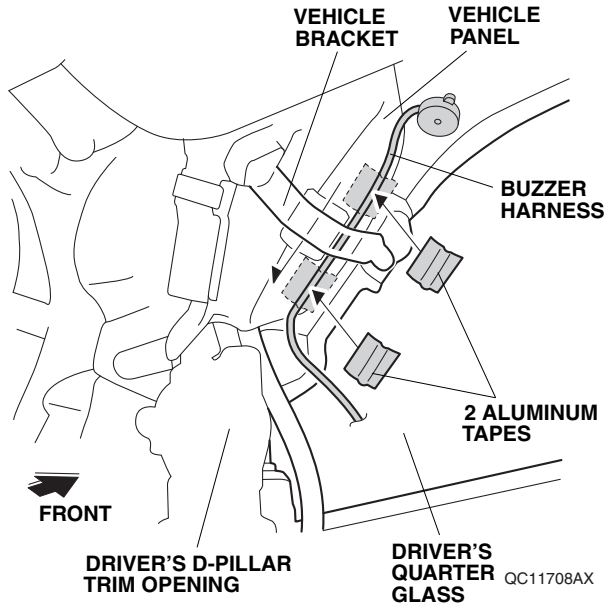 VEHICLE
BRACKET
VEHICLE
PANEL
BUZZER
HARNESS
2 ALUMINUM
TAPES
FRONT
DRIVER'S D-PILLAR
TRIM OPENING
DRIVER'S
QUARTER
GLASS
QC11708AX